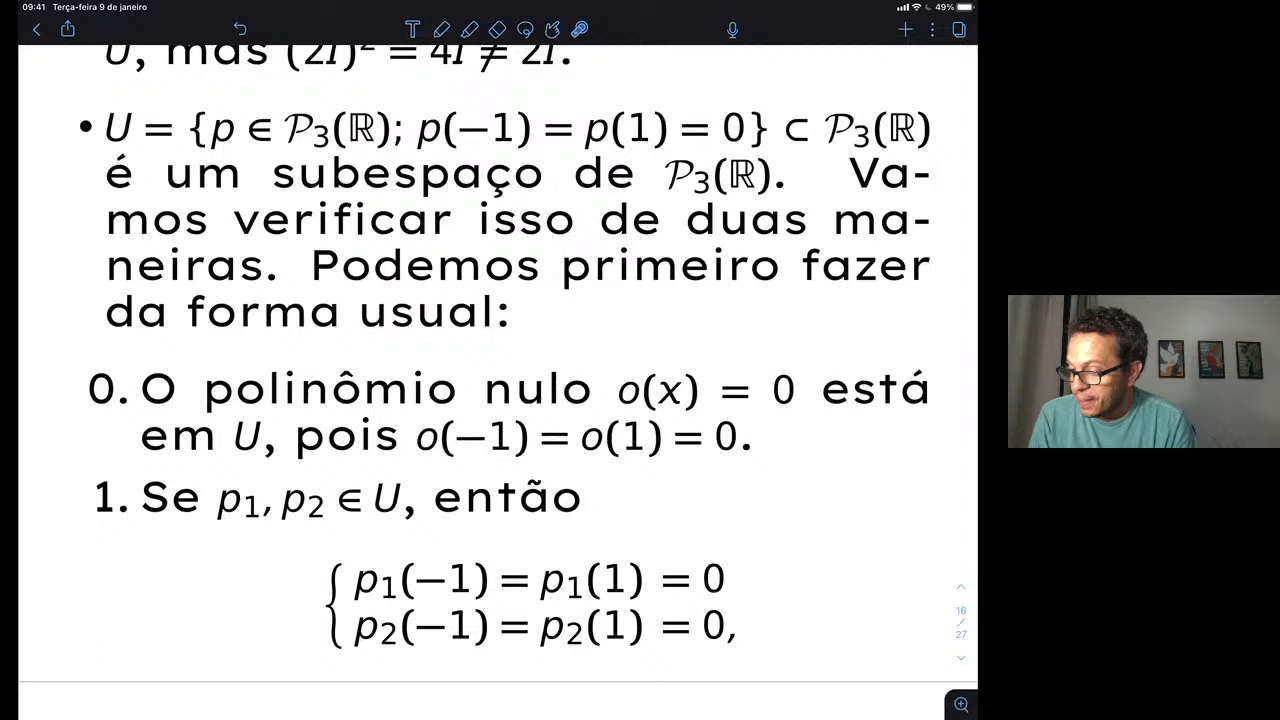 09:41 Terça-feira 9 de janeiro 49%
U, mas (2I)² = 4I ≠ 2I.
• U = {p ∈ 𝒫₃(ℝ); p(−1) = p(1) = 0} ⊂ 𝒫₃(ℝ)
é um subespaço de 𝒫₃(ℝ). Va-
mos verificar isso de duas ma-
neiras. Podemos primeiro fazer
da forma usual:
0. O polinômio nulo o(x) = 0 está
em U, pois o(−1) = o(1) = 0.
1. Se p₁, p₂ ∈ U, então
p₁(−1) = p₁(1) = 0
p₂(−1) = p₂(1) = 0,
16
/
27